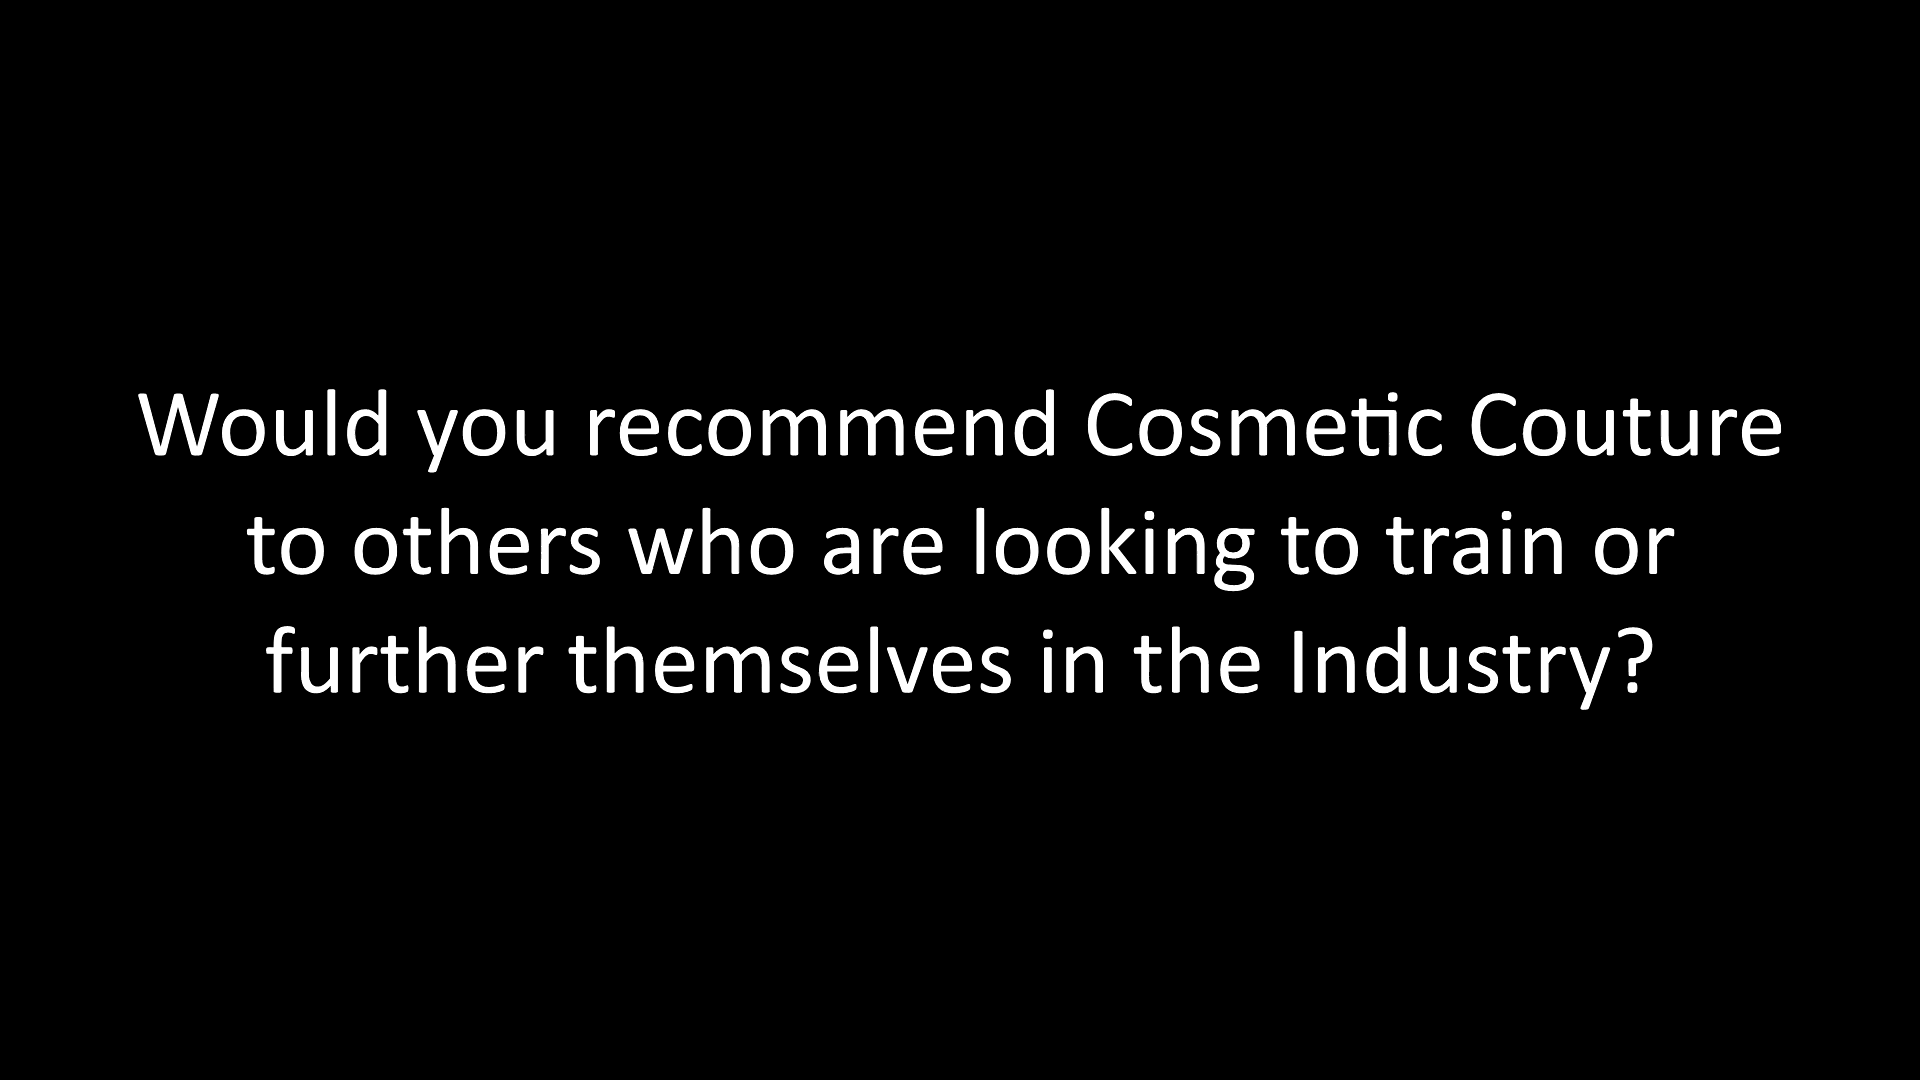 Would you recommend Cosmetic Couture
to others who are looking to train or
further themselves in the Industry?